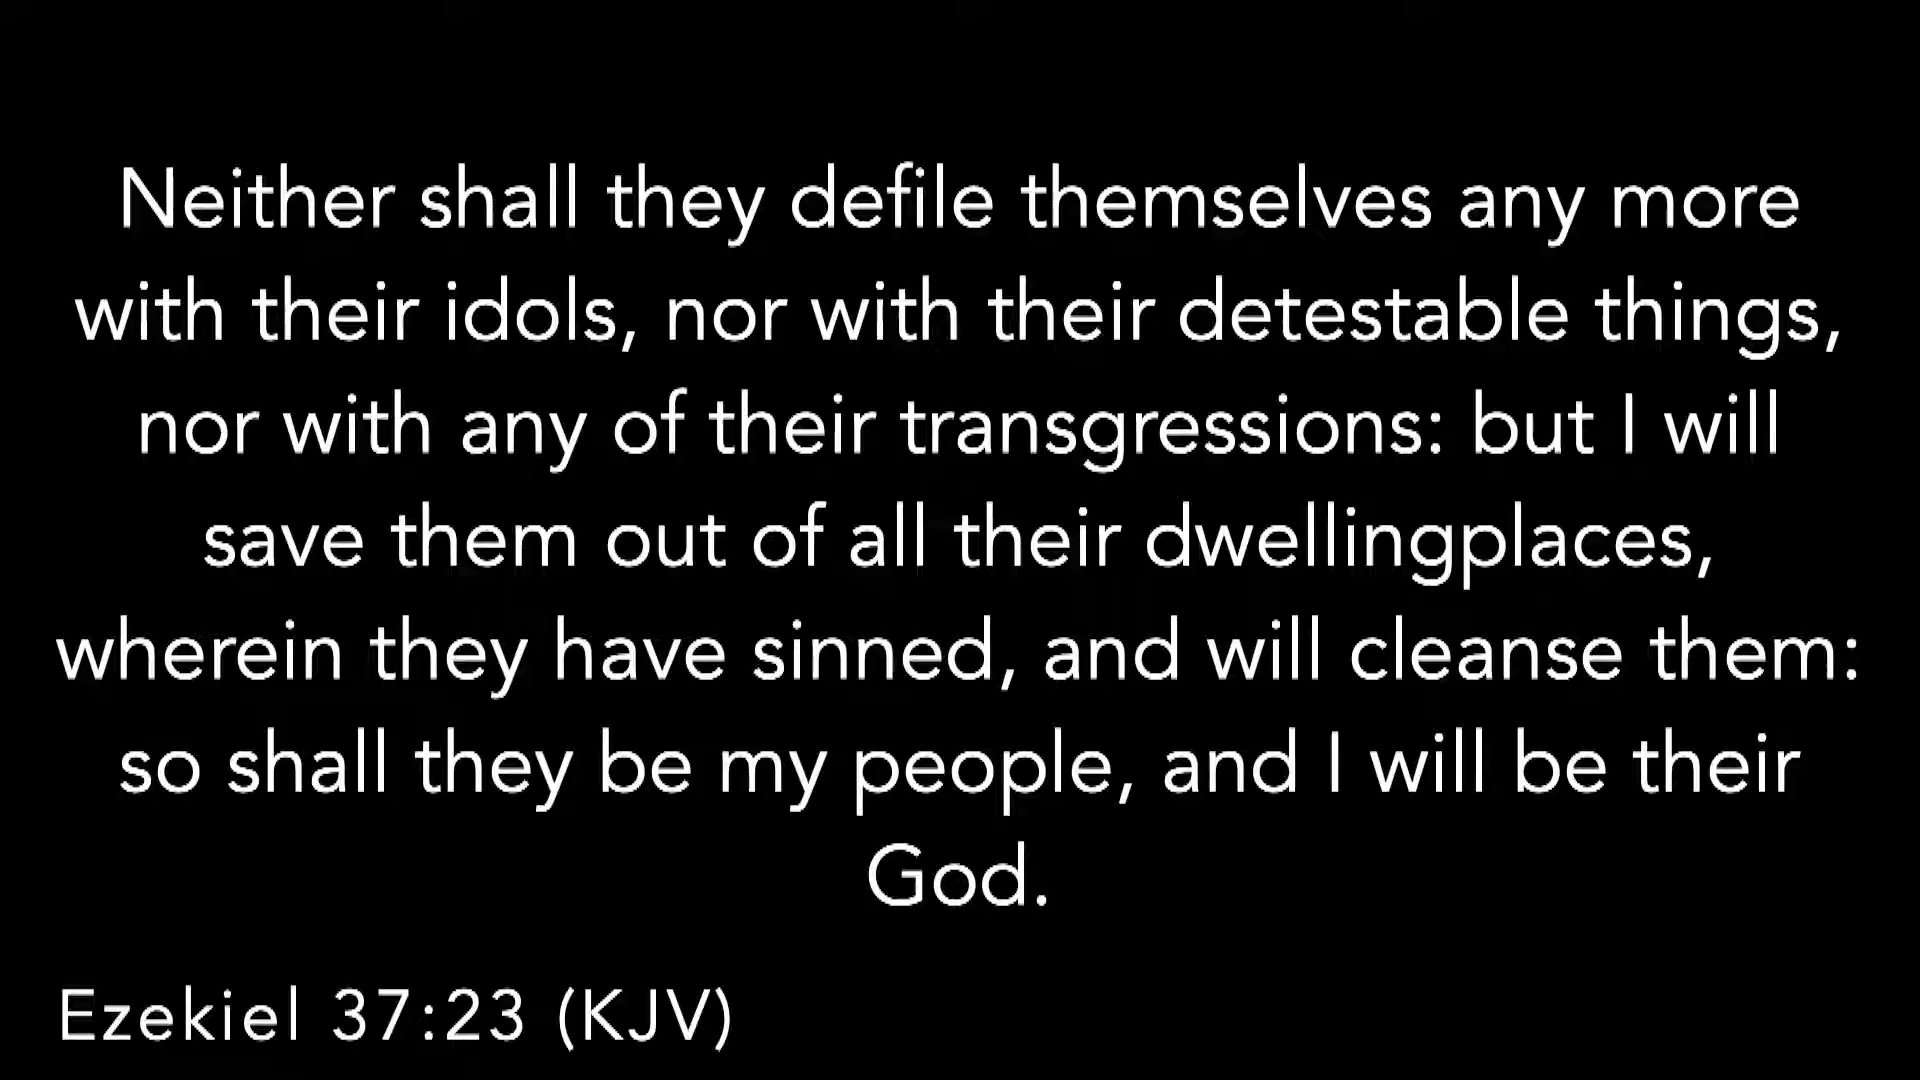 Neither shall they defile themselves any more
with their idols, nor with their detestable things,
nor with any of their transgressions: but I will
save them out of all their dwellingplaces,
wherein they have sinned, and will cleanse them:
so shall they be my people, and I will be their
God.
Ezekiel 37:23 (KJV)